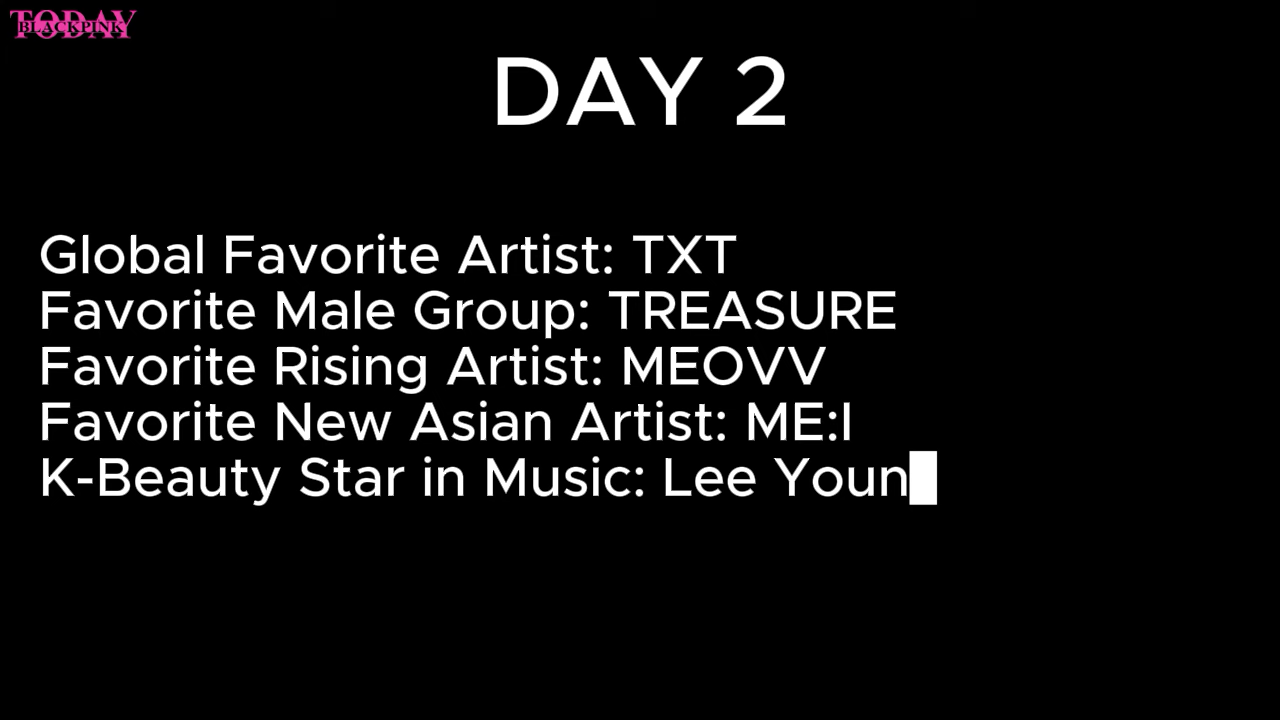 TODAY
BLACKPINK
DAY 2
Global Favorite Artist: TXT
Favorite Male Group: TREASURE
Favorite Rising Artist: MEOVV
Favorite New Asian Artist: ME:I
K-Beauty Star in Music: Lee Youn